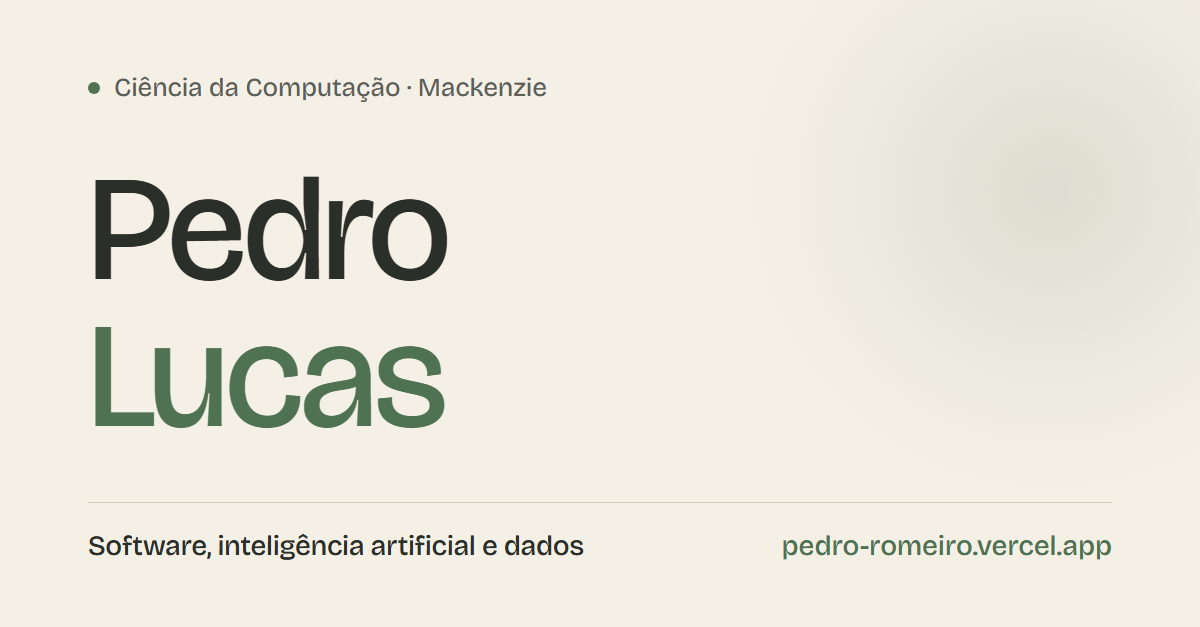 Ciência da Computação · Mackenzie
Pedro
Lucas
Software, inteligência artificial e dados
pedro-romeiro.vercel.app